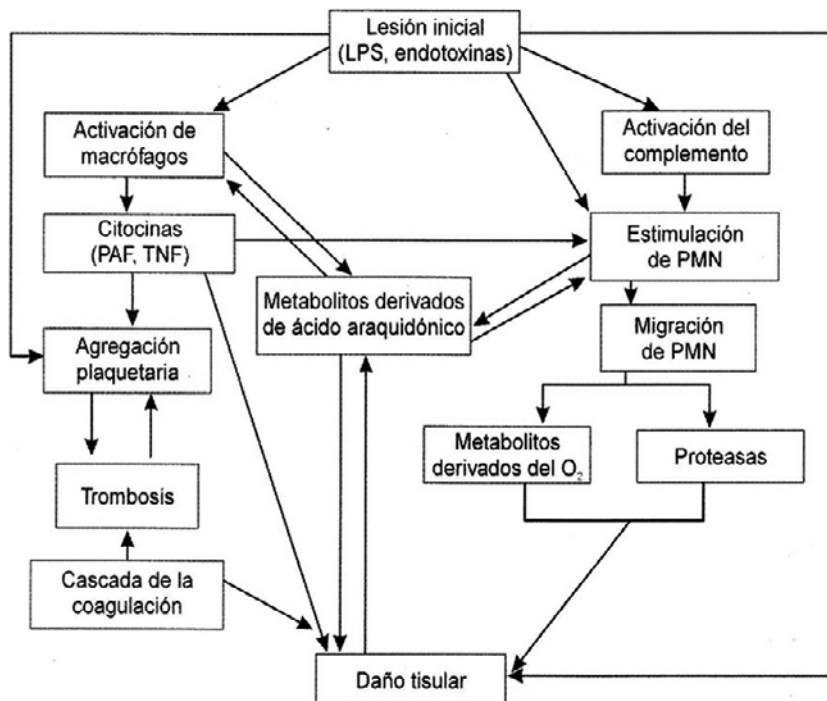 Lesión inicial
(LPS, endotoxinas)
Activación de
macrófagos
Activación del
complemento
Citocinas
(PAF, TNF)
Estimulación
de PMN
Metabolitos derivados
de ácido araquidónico
Migración
de PMN
Agregación
plaquetaria
Metabolitos
derivados del O₂
Proteasas
Trombosis
Cascada de la
coagulación
Daño tisular